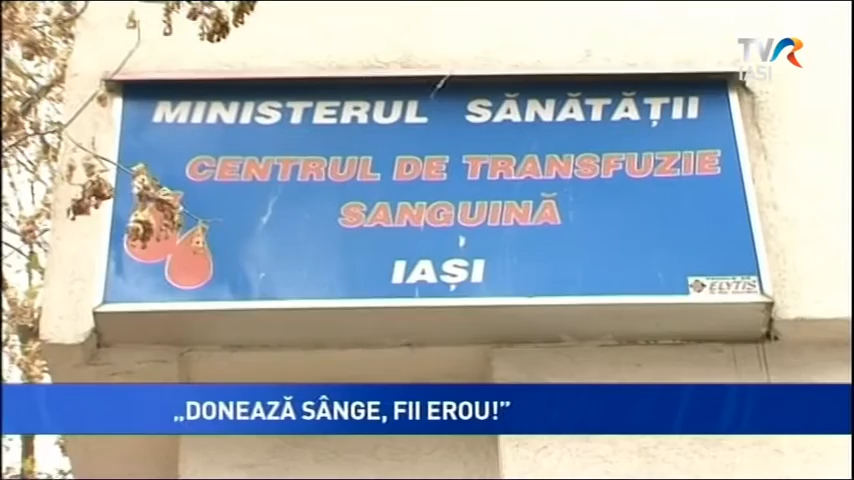 TVR
IAȘI
MINISTERUL SĂNĂTĂȚII
CENTRUL DE TRANSFUZIE
SANGUINĂ
IAȘI
ELYTIS
„DONEAZĂ SÂNGE, FII EROU!”